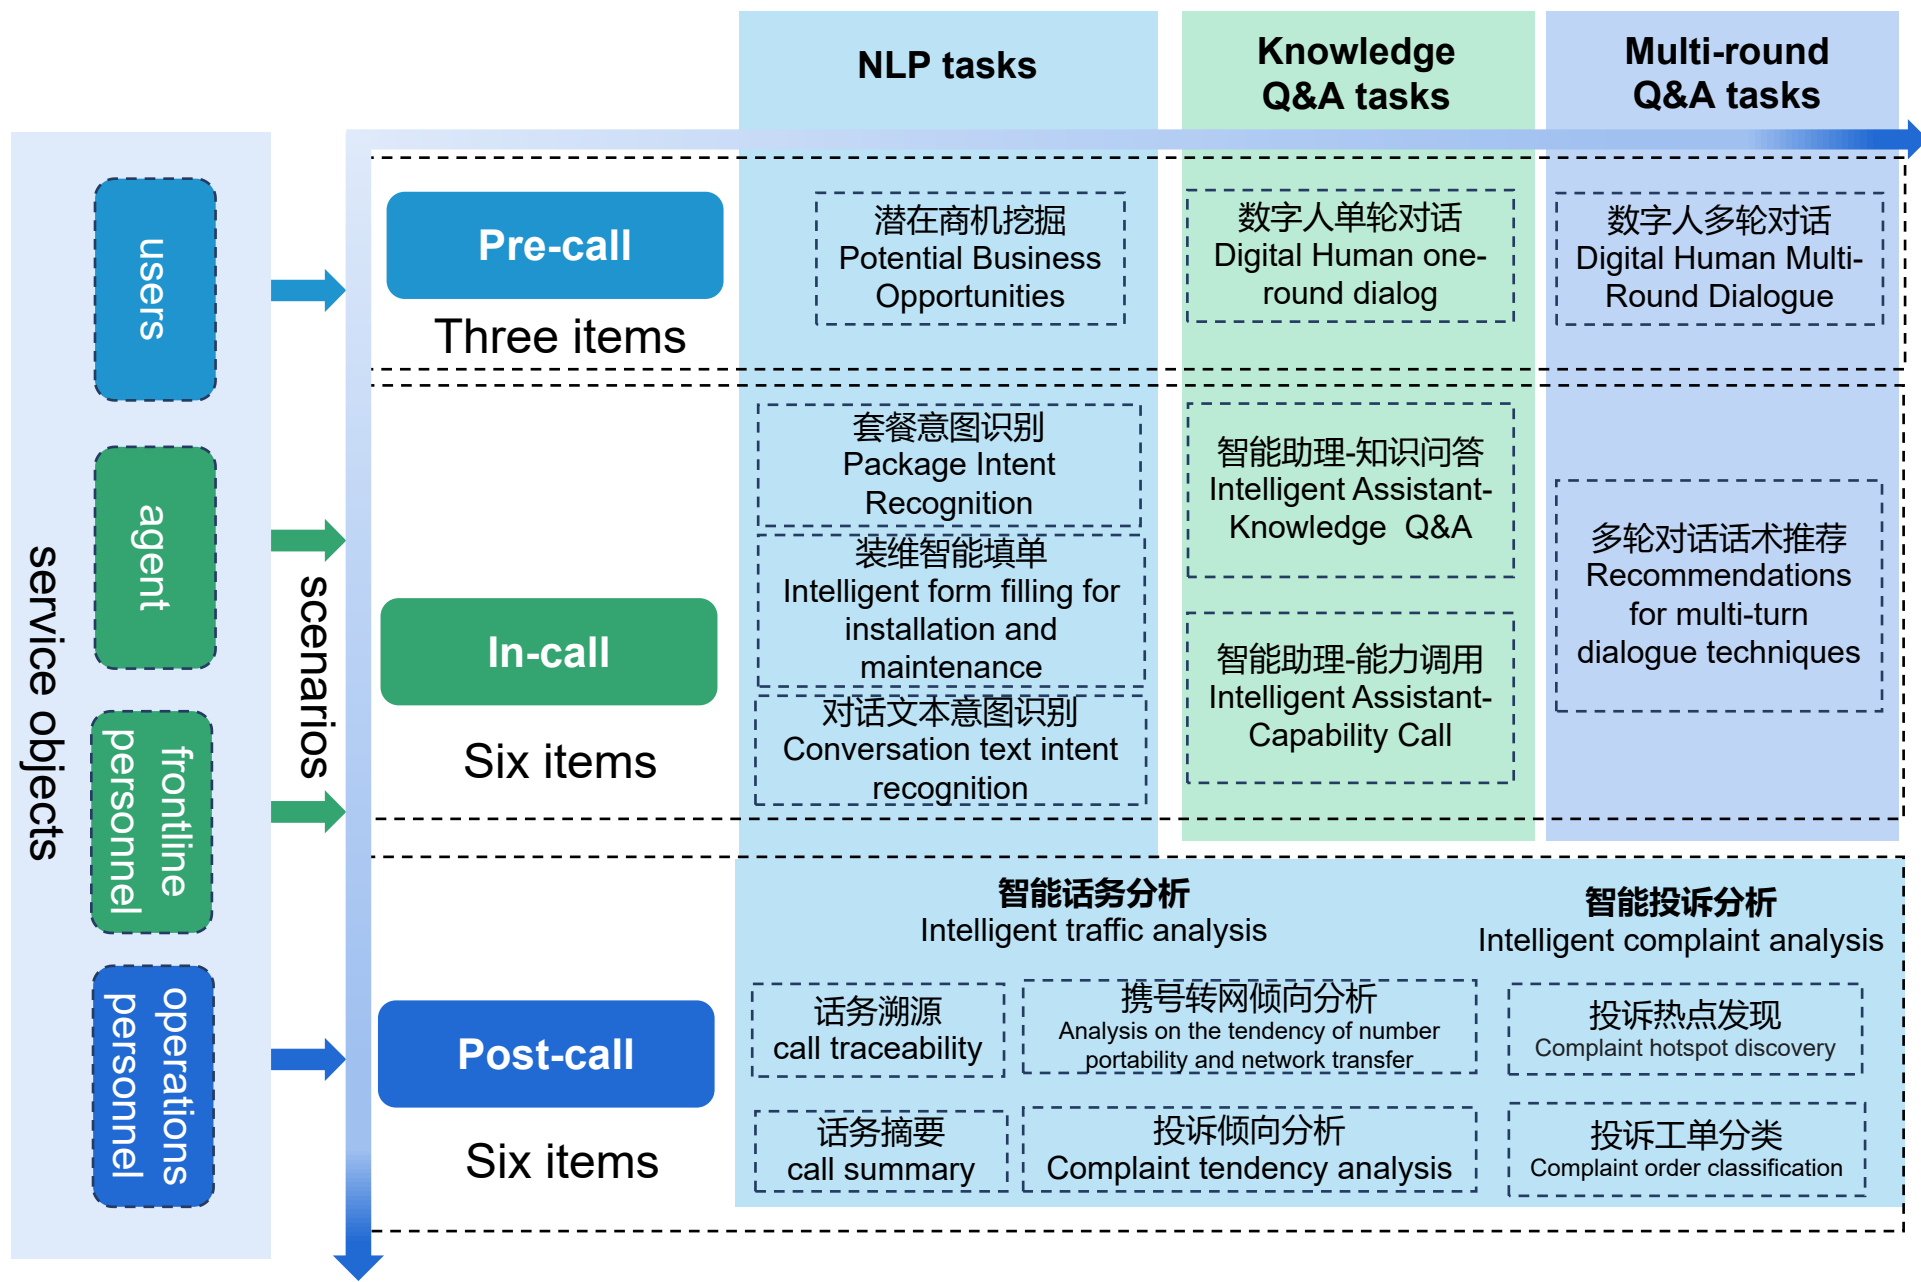 NLP tasks
Knowledge
Q&A tasks
Multi-round
Q&A tasks
service objects
users
agent
frontline
personnel
operations
personnel
scenarios
Pre-call
Three items
潜在商机挖掘
Potential Business
Opportunities
数字人单轮对话
Digital Human one-
round dialog
数字人多轮对话
Digital Human Multi-
Round Dialogue
In-call
Six items
套餐意图识别
Package Intent
Recognition
装维智能填单
Intelligent form filling for
installation and
maintenance
对话文本意图识别
Conversation text intent
recognition
智能助理-知识问答
Intelligent Assistant-
Knowledge  Q&A
智能助理-能力调用
Intelligent Assistant-
Capability Call
多轮对话话术推荐
Recommendations
for multi-turn
dialogue techniques
Post-call
Six items
智能话务分析
Intelligent traffic analysis
智能投诉分析
Intelligent complaint analysis
话务溯源
call traceability
携号转网倾向分析
Analysis on the tendency of number
portability and network transfer
投诉热点发现
Complaint hotspot discovery
话务摘要
call summary
投诉倾向分析
Complaint tendency analysis
投诉工单分类
Complaint order classification